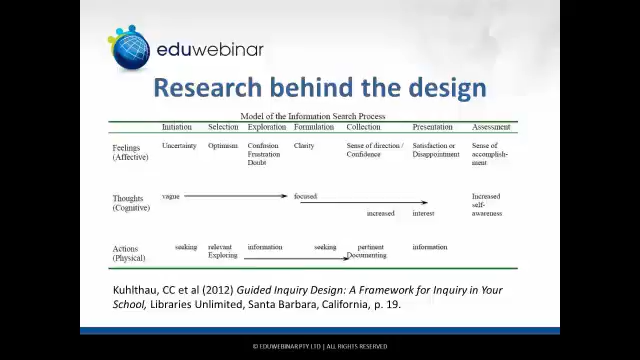 eduwebinar
Research behind the design
Model of the Information Search Process
Initiation Selection Exploration Formulation Collection Presentation Assessment
Feelings Uncertainty Optimism Confusion Clarity Sense of direction / Satisfaction or Sense of
(Affective) Frustration Confidence Disappointment accomplish-
Doubt ment
Thoughts vague focused Increased
(Cognitive) self-
increased interest awareness
Actions seeking relevant information seeking pertinent information
(Physical) Exploring Documenting
Kuhlthau, CC et al (2012) Guided Inquiry Design: A Framework for Inquiry in Your
School, Libraries Unlimited, Santa Barbara, California, p. 19.
© EDUWEBINAR PTY LTD | ALL RIGHTS RESERVED